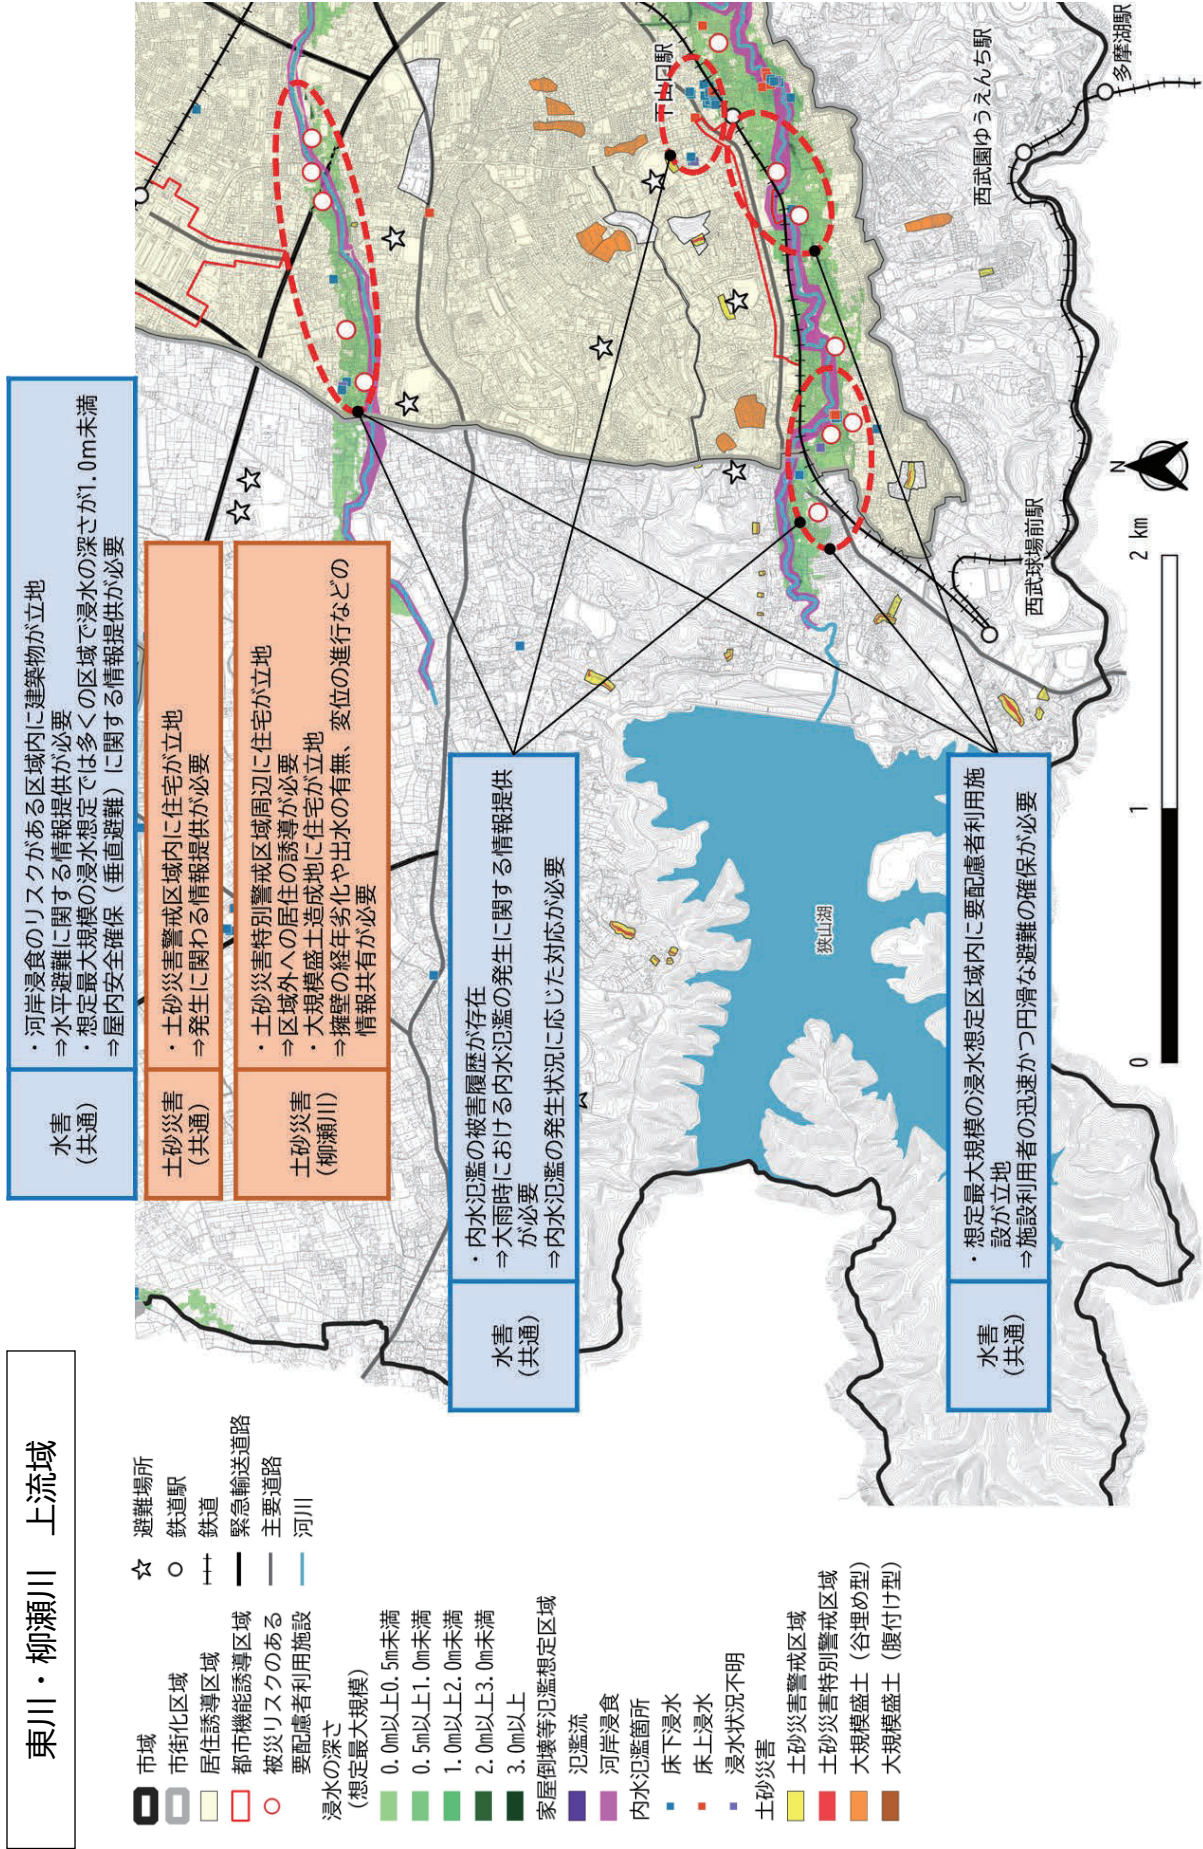 東川・柳瀬川　上流域
水害
（共通）
・河岸浸食のリスクがある区域内に建築物が立地
⇒水平避難に関する情報提供が必要
・想定最大規模の浸水想定では多くの区域で浸水の深さが1.0m未満
⇒屋内安全確保（垂直避難）に関する情報提供が必要
土砂災害
（共通）
・土砂災害警戒区域内に住宅が立地
⇒発生に関わる情報提供が必要
土砂災害
（柳瀬川）
・土砂災害特別警戒区域周辺に住宅が立地
⇒区域外への居住の誘導が必要
・大規模盛土造成地に住宅が立地
⇒擁壁の経年劣化や出水の有無、変位の進行などの
情報共有が必要
水害
（共通）
・内水氾濫の被害履歴が存在
⇒大雨時における内水氾濫の発生に関する情報提供
が必要
⇒内水氾濫の発生状況に応じた対応が必要
水害
（共通）
・想定最大規模の浸水想定区域内に要配慮者利用施
設が立地
⇒施設利用者の迅速かつ円滑な避難の確保が必要
下山口駅
西武園ゆうえんち駅
多摩湖駅
西武球場前駅
狭山湖
N
0
1
2 km
市域
市街化区域
居住誘導区域
都市機能誘導区域
被災リスクのある
要配慮者利用施設
浸水の深さ
（想定最大規模）
0.0m以上0.5m未満
0.5m以上1.0m未満
1.0m以上2.0m未満
2.0m以上3.0m未満
3.0m以上
家屋倒壊等氾濫想定区域
氾濫流
河岸浸食
内水氾濫箇所
床下浸水
床上浸水
浸水状況不明
土砂災害
土砂災害警戒区域
土砂災害特別警戒区域
大規模盛土（谷埋め型）
大規模盛土（腹付け型）
避難場所
鉄道駅
鉄道
緊急輸送道路
主要道路
河川